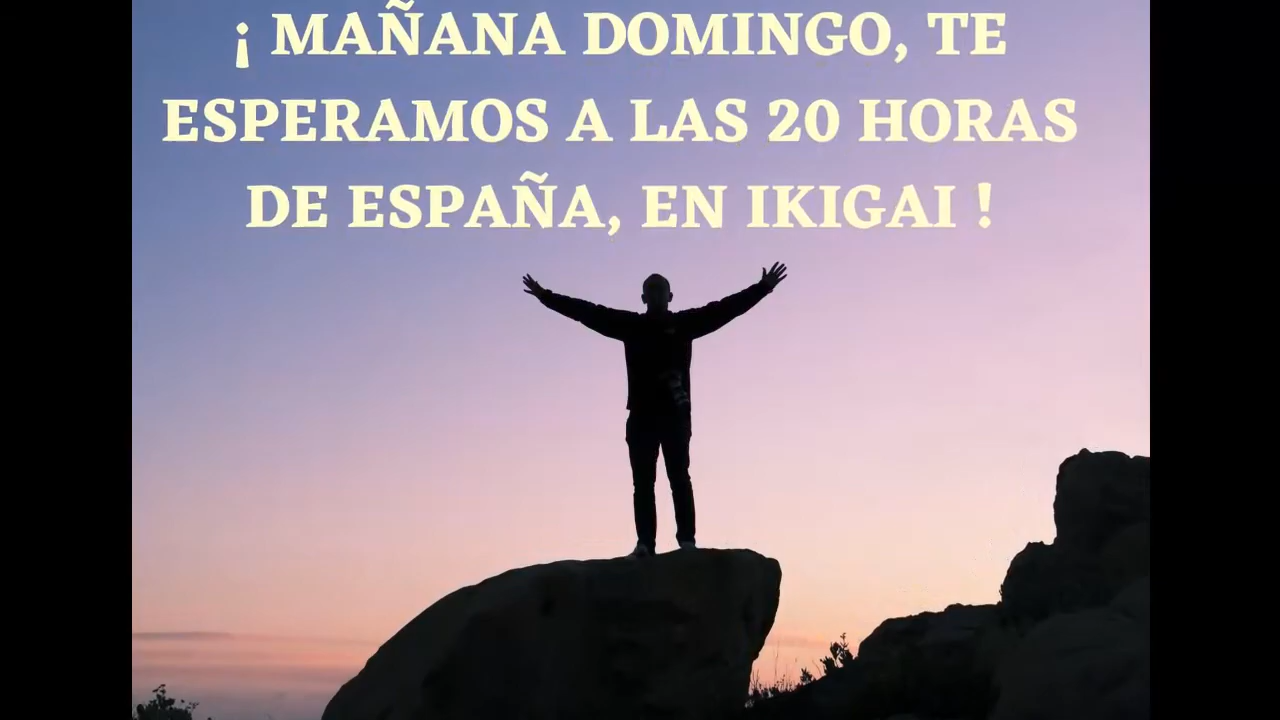 ¡ MAÑANA DOMINGO, TE
ESPERAMOS A LAS 20 HORAS
DE ESPAÑA, EN IKIGAI !